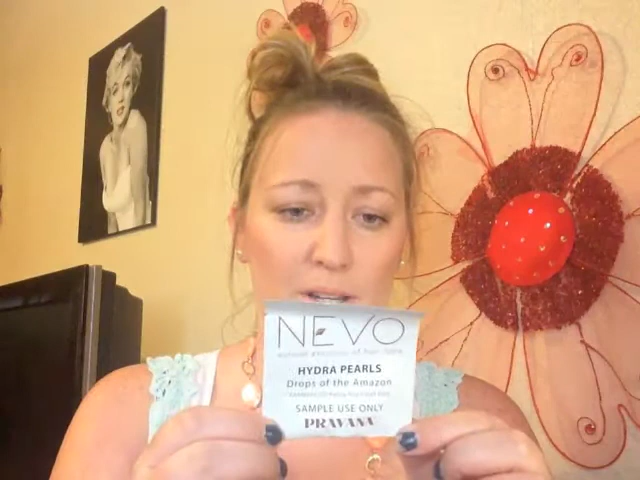 NEVO
HYDRA PEARLS
Drops of the Amazon
SAMPLE USE ONLY
PRAVANA